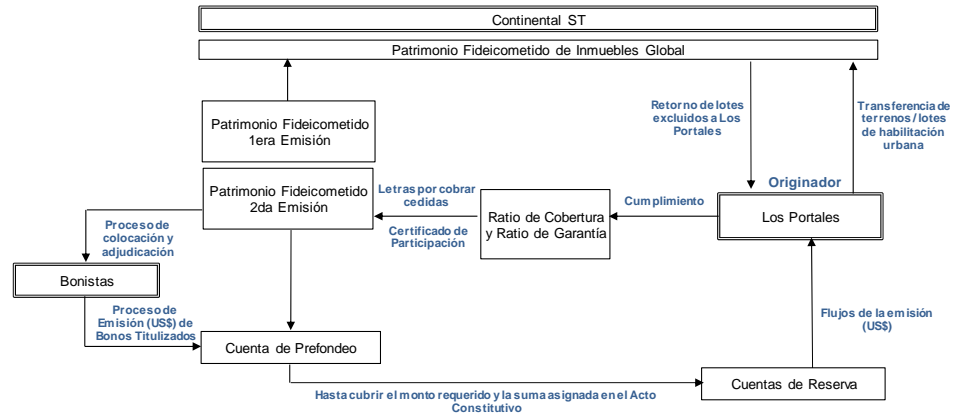 Continental ST
Patrimonio Fideicometido de Inmuebles Global
Patrimonio Fideicometido
1era Emisión
Retorno de lotes
excluidos a Los
Portales
Transferencia de
terrenos / lotes
de habilitación
urbana
Patrimonio Fideicometido
2da Emisión
Letras por cobrar
cedidas
Certificado de
Participación
Ratio de Cobertura
y Ratio de Garantía
Cumplimiento
Originador
Los Portales
Proceso de
colocación y
adjudicación
Bonistas
Proceso de
Emisión (US$) de
Bonos Titulizados
Cuenta de Prefondeo
Flujos de la emisión
(US$)
Cuentas de Reserva
Hasta cubrir el monto requerido y la suma asignada en el Acto
Constitutivo